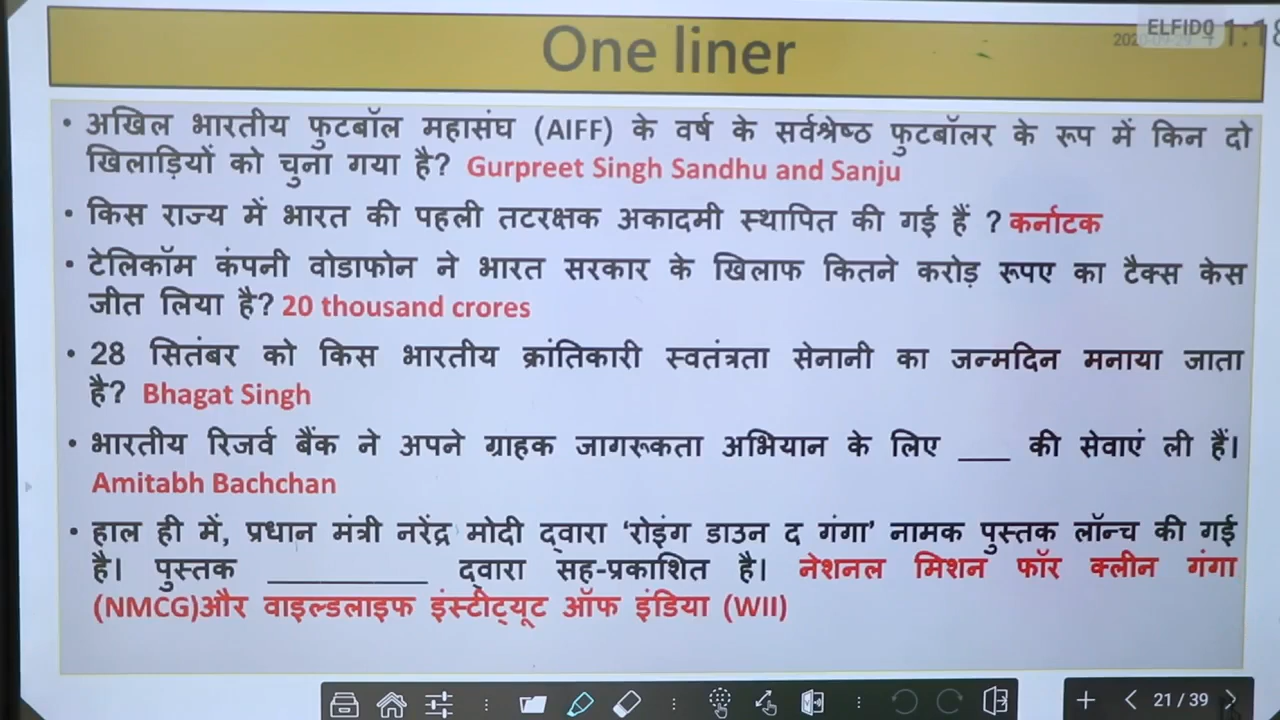 One liner
ELFIDO
• अखिल भारतीय फुटबॉल महासंघ (AIFF) के वर्ष के सर्वश्रेष्ठ फुटबॉलर के रूप में किन दो
खिलाड़ियों को चुना गया है? Gurpreet Singh Sandhu and Sanju
• किस राज्य में भारत की पहली तटरक्षक अकादमी स्थापित की गई हैं ? कर्नाटक
• टेलिकॉम कंपनी वोडाफोन ने भारत सरकार के खिलाफ कितने करोड़ रूपए का टैक्स केस
जीत लिया है? 20 thousand crores
• 28 सितंबर को किस भारतीय क्रांतिकारी स्वतंत्रता सेनानी का जन्मदिन मनाया जाता
है? Bhagat Singh
• भारतीय रिजर्व बैंक ने अपने ग्राहक जागरूकता अभियान के लिए ___ की सेवाएं ली हैं।
Amitabh Bachchan
• हाल ही में, प्रधान मंत्री नरेंद्र मोदी द्वारा ‘रोइंग डाउन द गंगा’ नामक पुस्तक लॉन्च की गई
है। पुस्तक __________ द्वारा सह-प्रकाशित है। नेशनल मिशन फॉर क्लीन गंगा
(NMCG)और वाइल्डलाइफ इंस्टीट्यूट ऑफ इंडिया (WII)
21 / 39